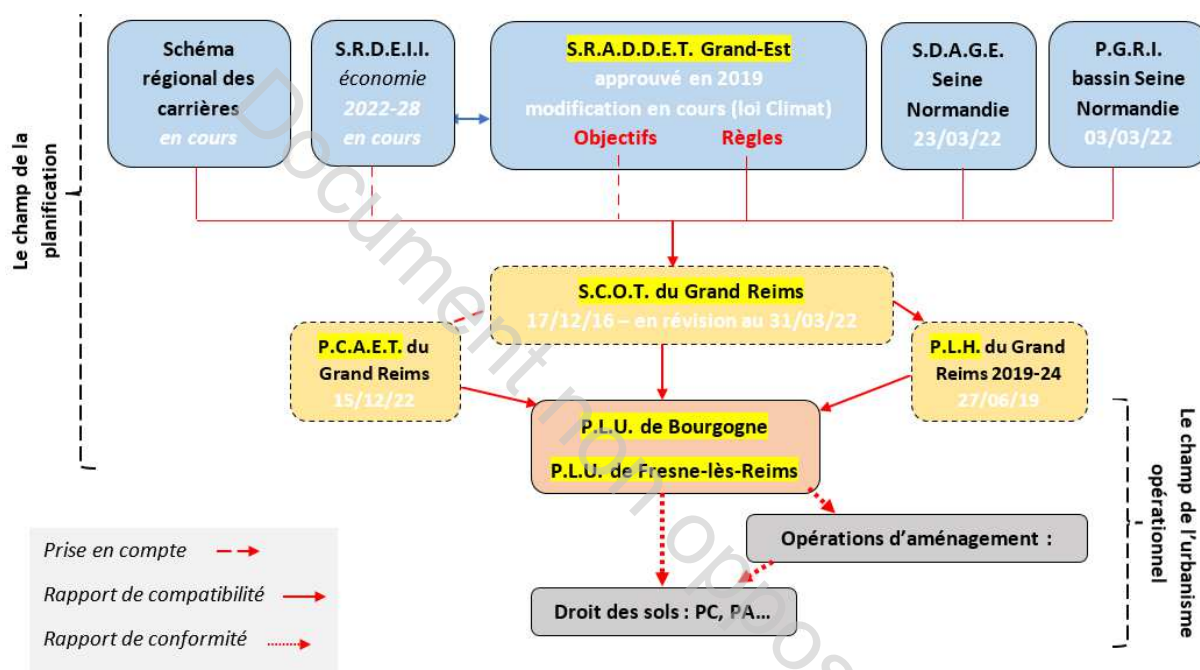 Schéma
régional des
carrières
en cours
S.R.D.E.I.I.
économie
2022-28
en cours
S.R.A.D.D.E.T. Grand-Est
approuvé en 2019
modification en cours (loi Climat)
Objectifs Règles
S.D.A.G.E.
Seine
Normandie
23/03/22
P.G.R.I.
bassin Seine
Normandie
03/03/22
Le champ de la
planification
S.C.O.T. du Grand Reims
17/12/16 – en révision au 31/03/22
P.C.A.E.T. du
Grand Reims
15/12/22
P.L.H. du Grand
Reims 2019-24
27/06/19
P.L.U. de Bourgogne
P.L.U. de Fresne-lès-Reims
Le champ de l'urbanisme
opérationnel
Opérations d'aménagement :
Droit des sols : PC, PA...
Prise en compte
Rapport de compatibilité
Rapport de conformité
Document non oppos